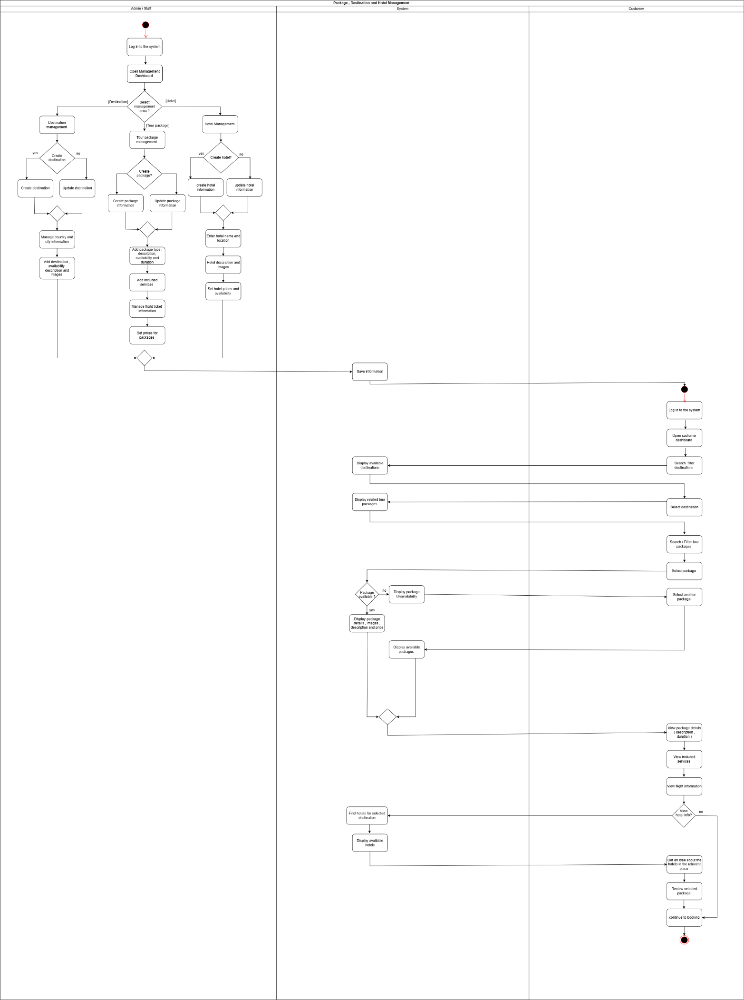 Package , Destination and Hotel Management
Admin / Staff
System
Customer
Log in to the system
Open Management
Dashboard
Select
management
area ?
[Destination]
[Hotel]
[Tour package]
Destination
management
Tour package
management
Hotel Management
Create
destination
yes
no
Create
package?
Create hotel?
yes
no
Create destination
Update destination
Create package
information
Update package
information
create hotel
information
update hotel
information
Manage country and
city information
Add destination ,
availability
description and
images
Add package type ,
description,
availability and
duration
Add included
services
Manage flight ticket
infromation
Set prices for
packages
Enter hotel name and
location
Hotel description and
images
Set hotel prices and
availability
Save information
Log in to the system
Open customer
dashboard
Search  filter
destinations
Diaplay available
destinations
Select destination
Display related tour
packages
Search / Filter tour
packages
Select package
Package
available ?
no
yes
Display package
Unavailability
Select another
package
Display package
details , images ,
description and price
Display available
packages
View package details
( description ,
duration )
View included
services
View flight information
View
hotel info?
no
Find hotels for selected
destination
Display available
hotels
Get an idea about the
hotels in the relavent
place
Review selected
package
continue to booking